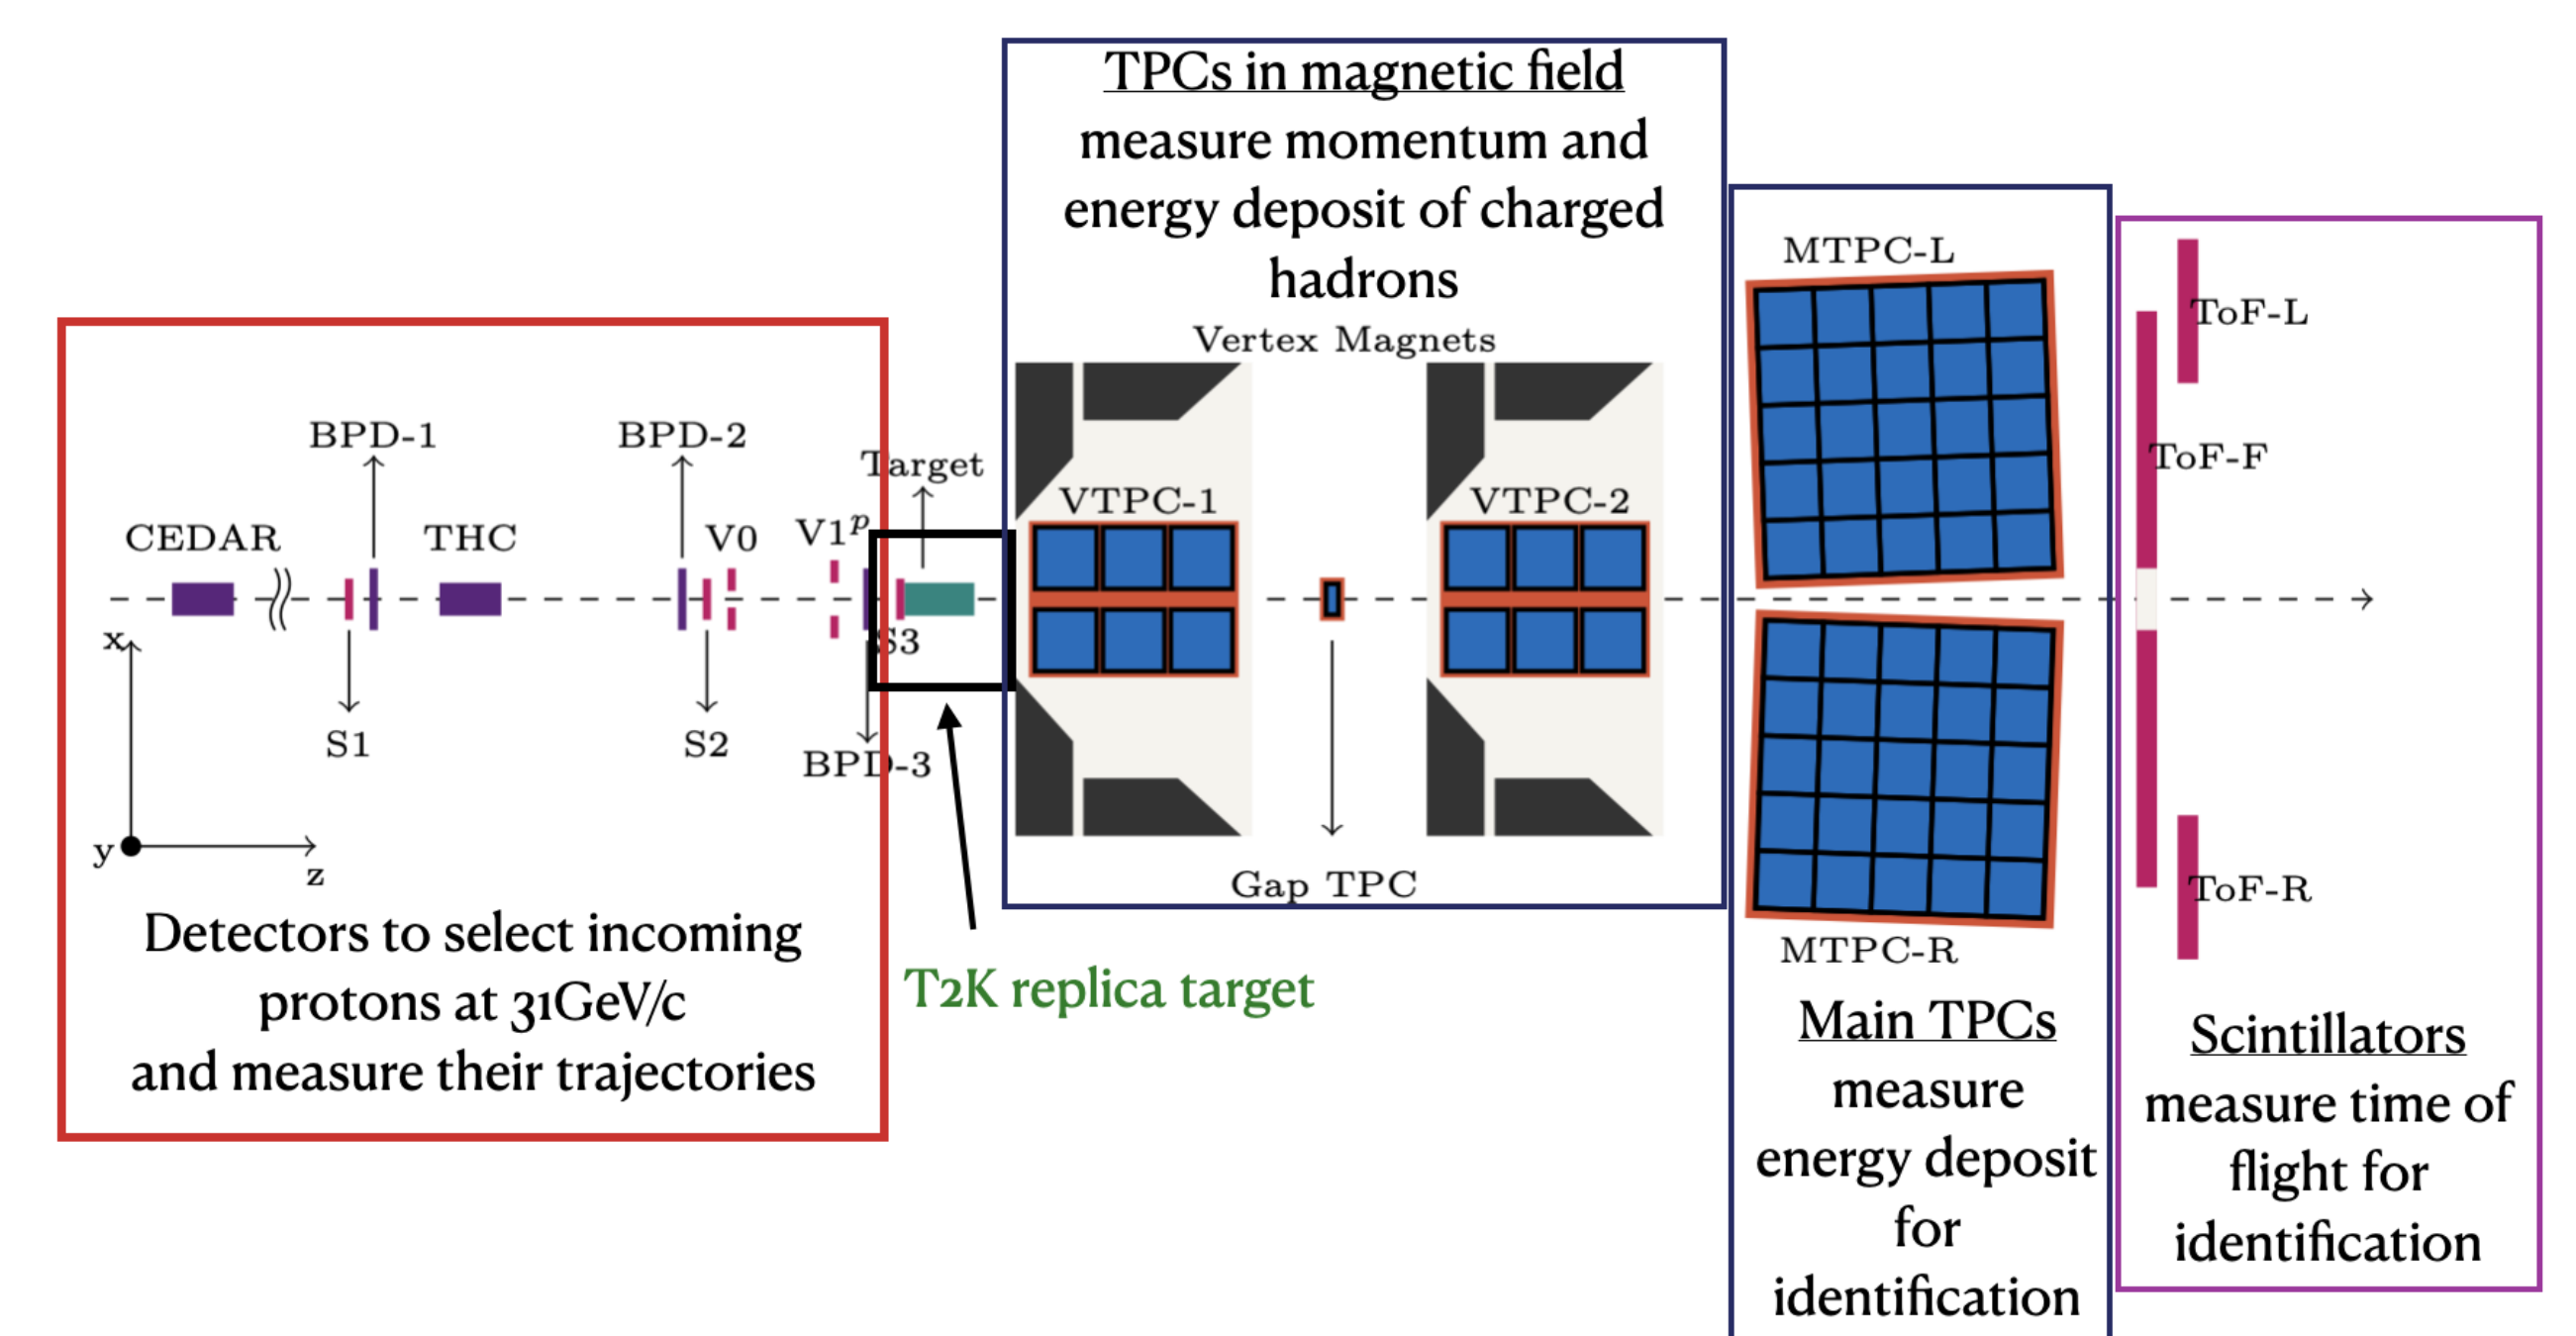 TPCs in magnetic field
measure momentum and
energy deposit of charged
hadrons
Vertex Magnets
VTPC-1
VTPC-2
Gap TPC
MTPC-L
MTPC-R
Main TPCs
measure
energy deposit
for
identification
ToF-L
ToF-F
ToF-R
Scintillators
measure time of
flight for
identification
BPD-1
BPD-2
Target
CEDAR
THC
V0
V1p
S3
x
S1
S2
BPD-3
y
z
Detectors to select incoming
protons at 31GeV/c
and measure their trajectories
T2K replica target